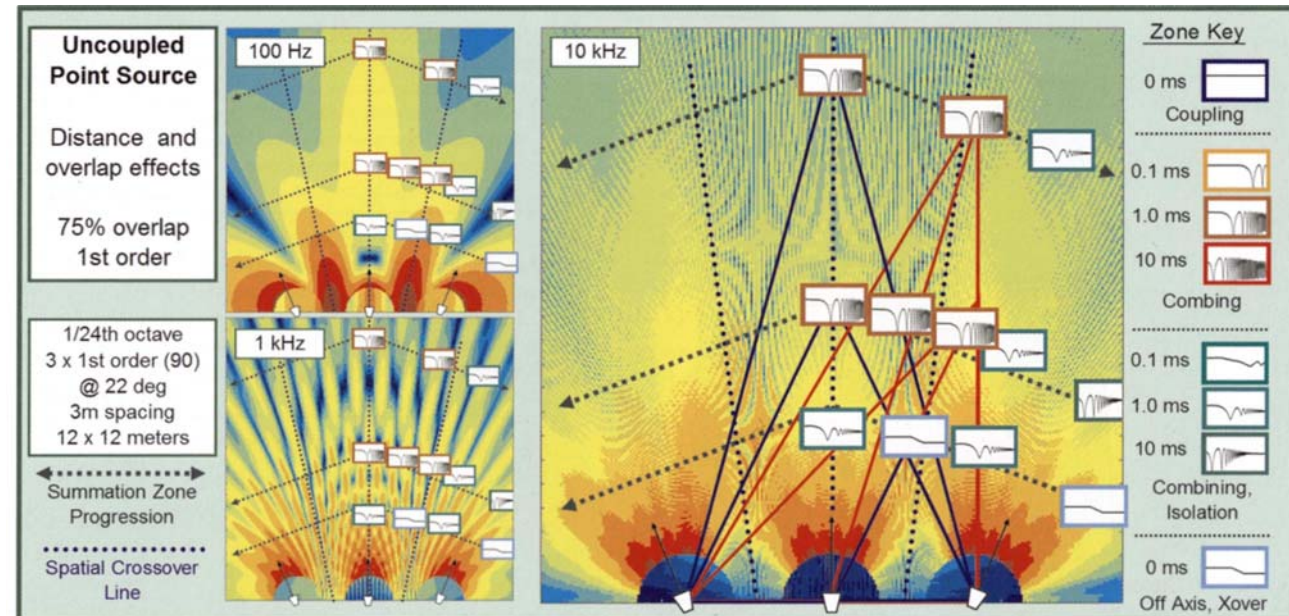 Uncoupled
Point Source
Distance and
overlap effects
75% overlap
1st order
1/24th octave
3 x 1st order (90)
@ 22 deg
3m spacing
12 x 12 meters
Summation Zone
Progression
Spatial Crossover
Line
100 Hz
1 kHz
10 kHz
Zone Key
0 ms
Coupling
0.1 ms
1.0 ms
10 ms
Combing
0.1 ms
1.0 ms
10 ms
Combining,
Isolation
0 ms
Off Axis, Xover